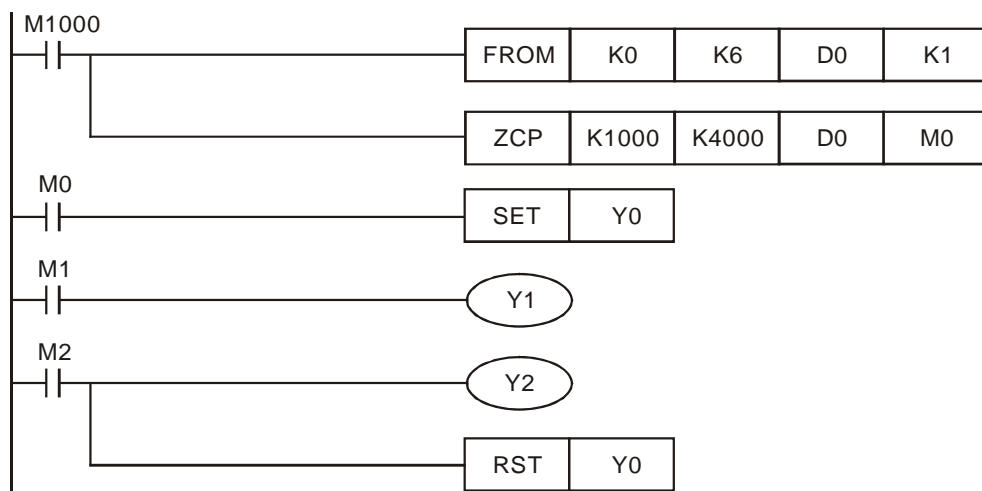 M1000
FROM K0 K6 D0 K1
ZCP K1000 K4000 D0 M0
M0
SET Y0
M1
Y1
M2
Y2
RST Y0